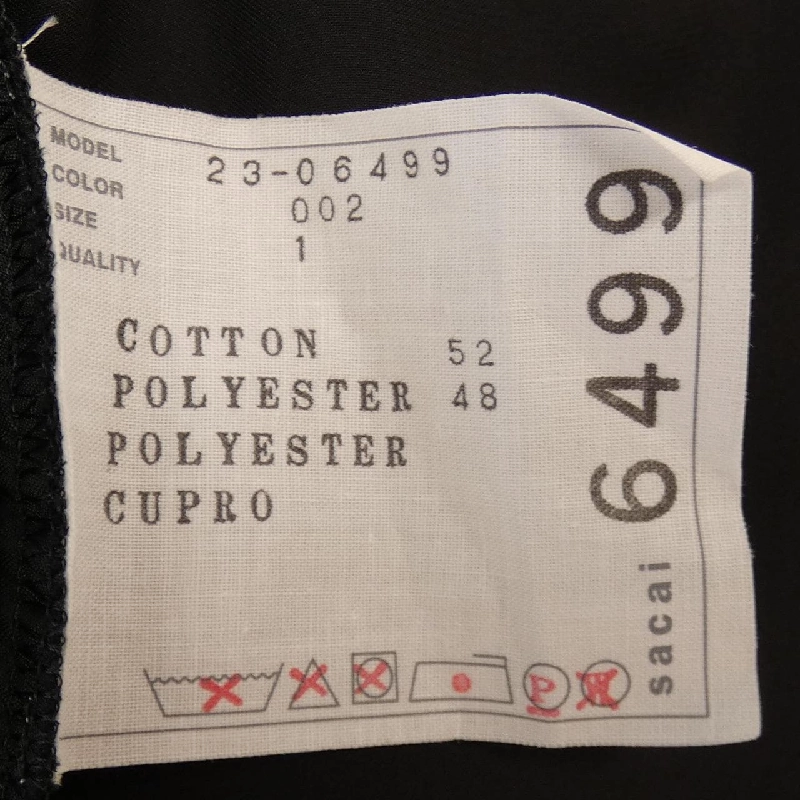 MODEL 23-06499
COLOR 002
SIZE 1
QUALITY
COTTON 52
POLYESTER 48
POLYESTER
CUPRO
P
W
sacai 6499